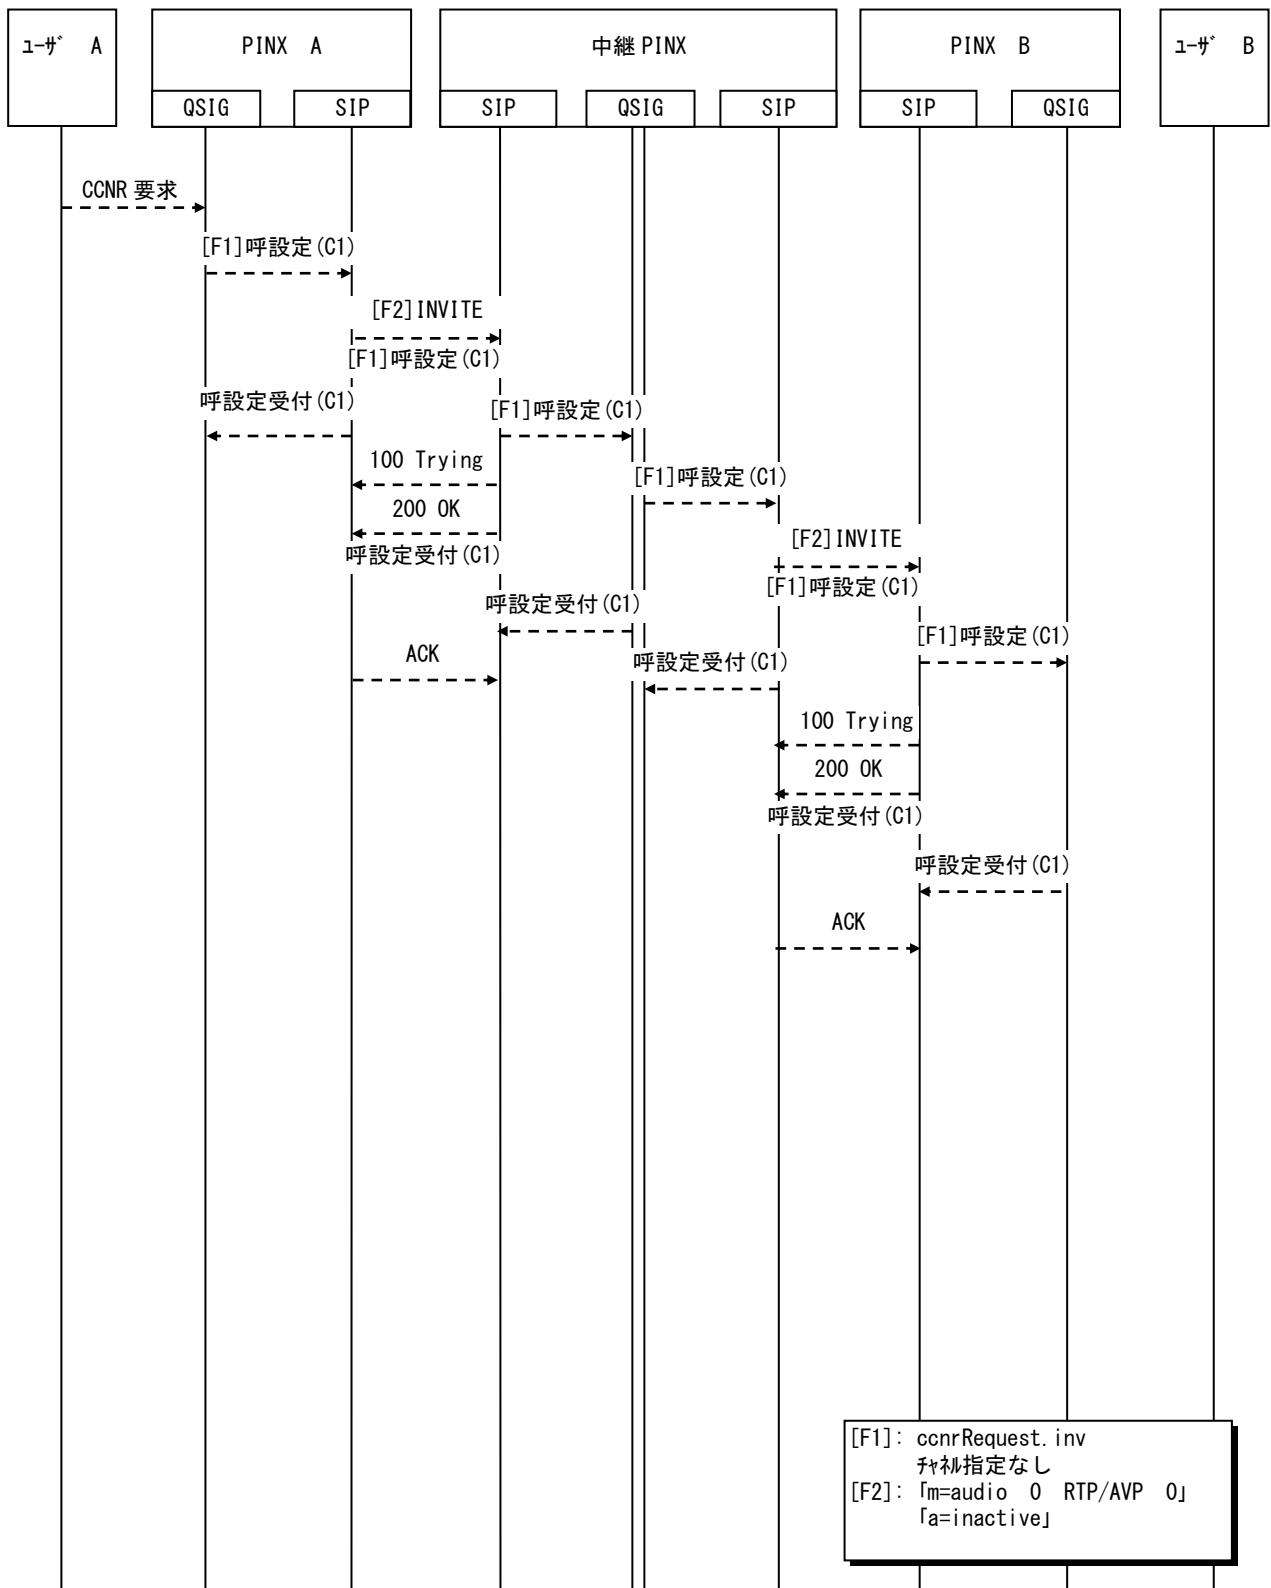 ﾕｰｻﾞ A
PINX A
中継 PINX
PINX B
ﾕｰｻﾞ B
QSIG
SIP
SIP
QSIG
SIP
SIP
QSIG
CCNR 要求
[F1]呼設定(C1)
[F2]INVITE
[F1]呼設定(C1)
呼設定受付(C1)
[F1]呼設定(C1)
100 Trying
[F1]呼設定(C1)
200 OK
[F2]INVITE
呼設定受付(C1)
[F1]呼設定(C1)
呼設定受付(C1)
[F1]呼設定(C1)
ACK
呼設定受付(C1)
100 Trying
200 OK
呼設定受付(C1)
呼設定受付(C1)
ACK
[F1]: ccnrRequest.inv
ﾁｬﾈﾙ指定なし
[F2]:「m=audio 0 RTP/AVP 0」
「a=inactive」